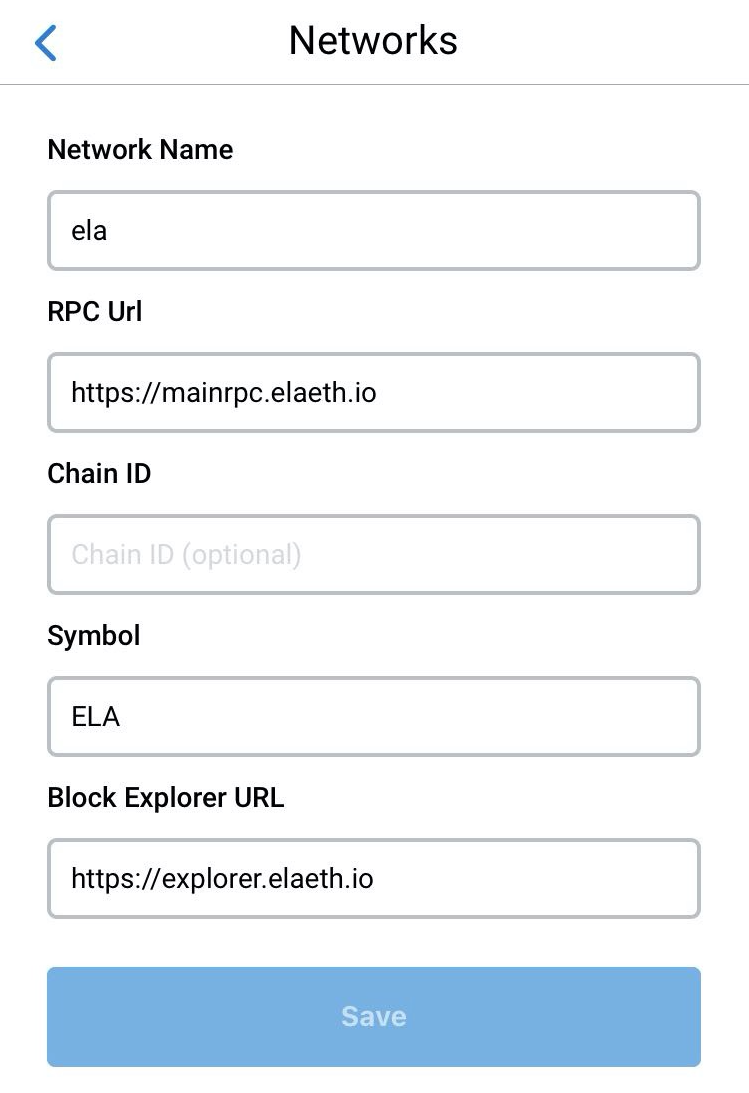 Networks
Network Name
ela
RPC Url
https://mainrpc.elaeth.io
Chain ID
Chain ID (optional)
Symbol
ELA
Block Explorer URL
https://explorer.elaeth.io
Save